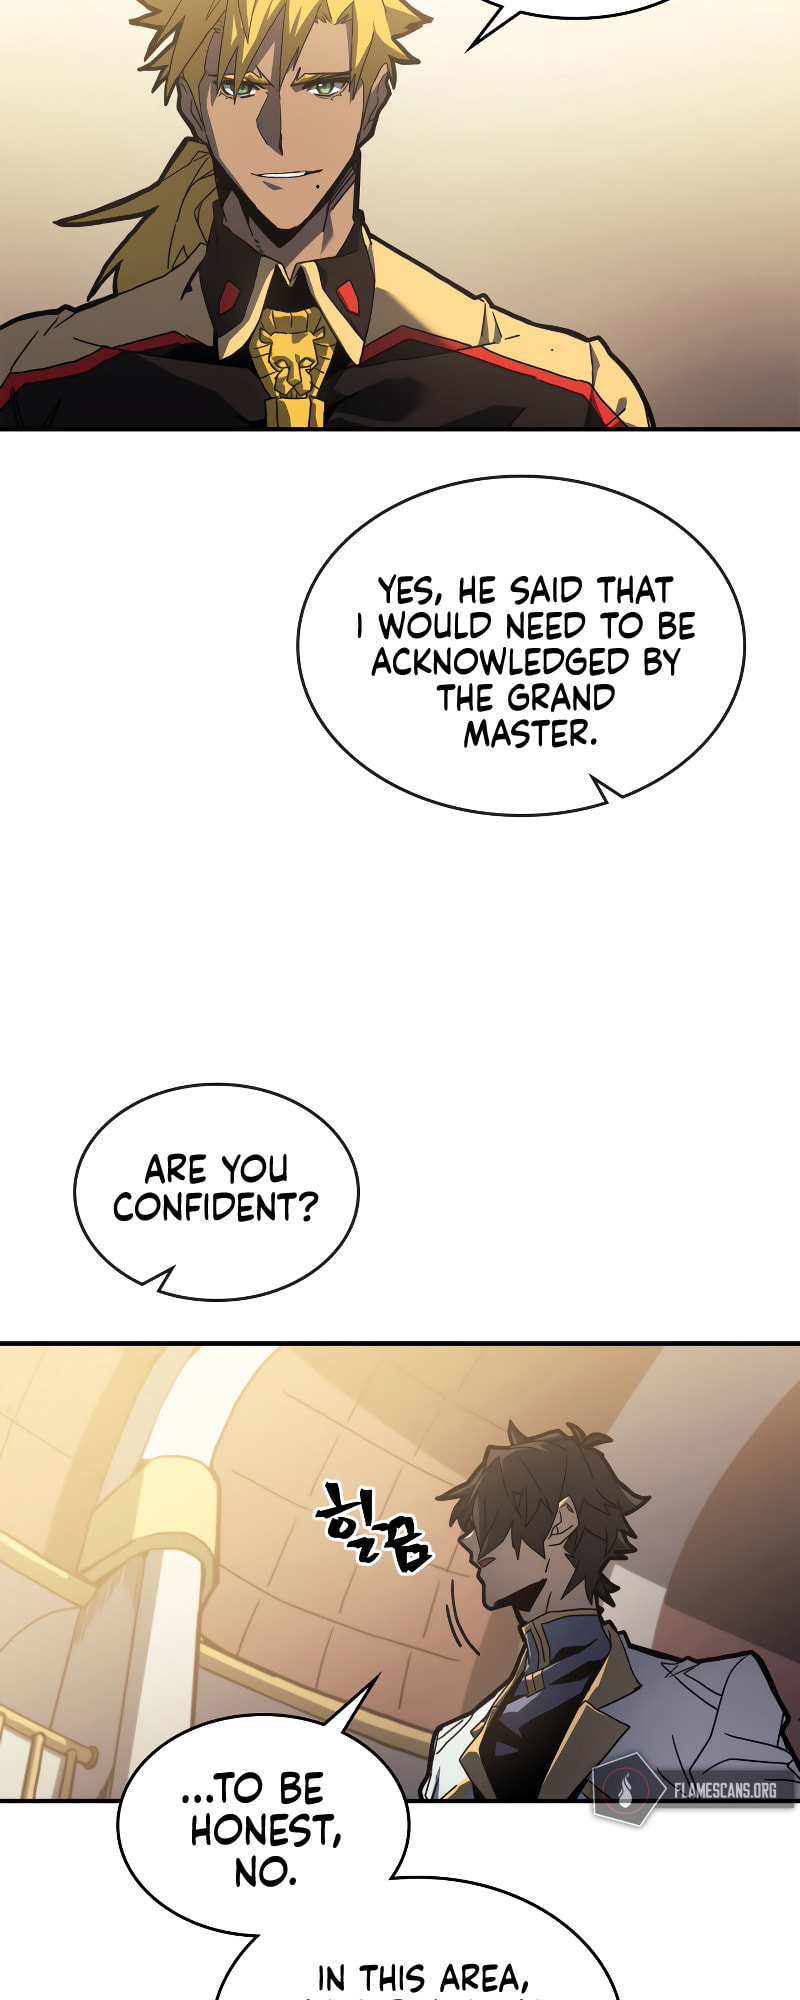 YES, HE SAID THAT
I WOULD NEED TO BE
ACKNOWLEDGED BY
THE GRAND
MASTER.
ARE YOU
CONFIDENT?
힐끔
FLAMESCANS.ORG
...TO BE
HONEST,
NO.
IN THIS AREA,